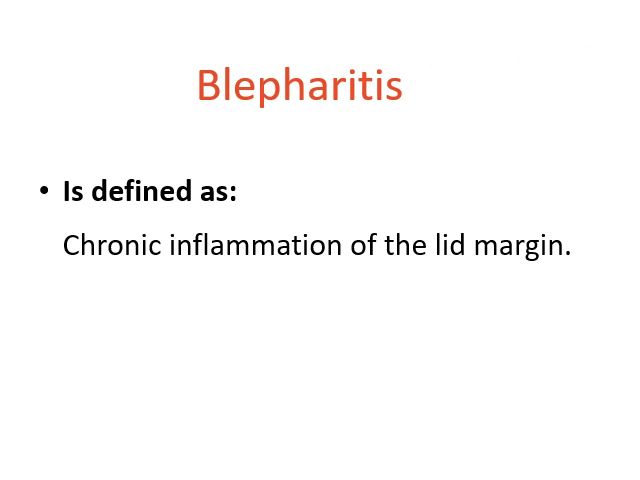 Blepharitis
• Is defined as:
Chronic inflammation of the lid margin.